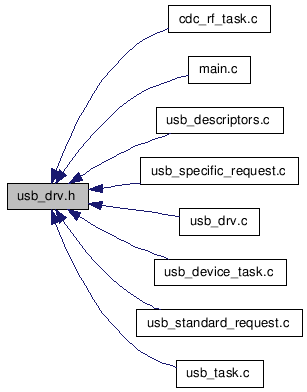 cdc_rf_task.c
main.c
usb_descriptors.c
usb_specific_request.c
usb_drv.h
usb_drv.c
usb_device_task.c
usb_standard_request.c
usb_task.c